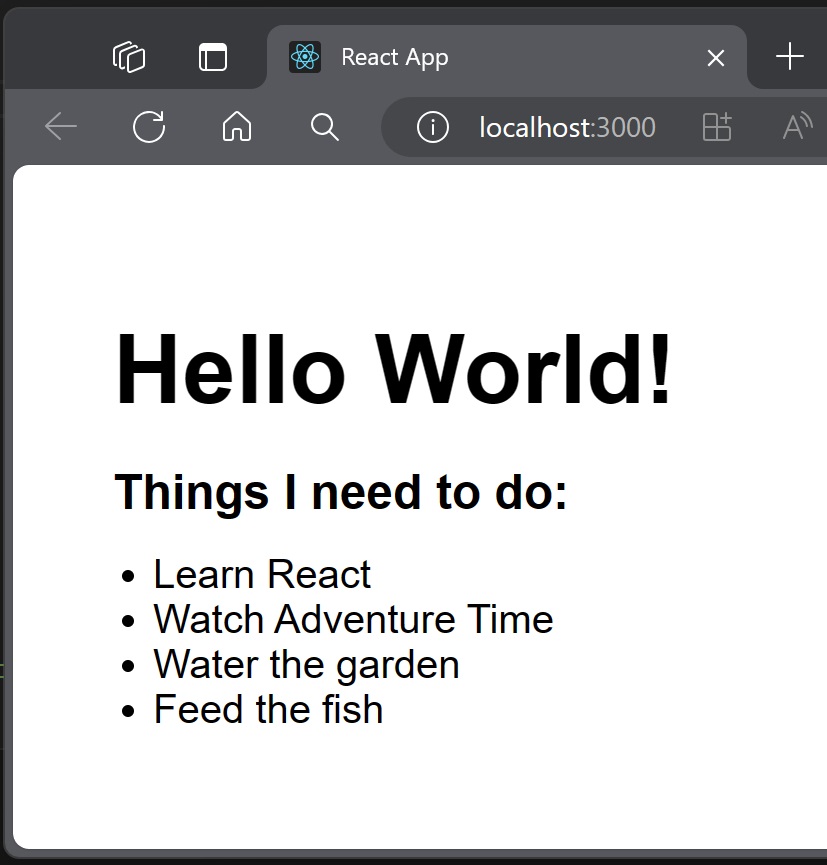 React App
localhost:3000
Hello World!
Things I need to do:
Learn React
Watch Adventure Time
Water the garden
Feed the fish